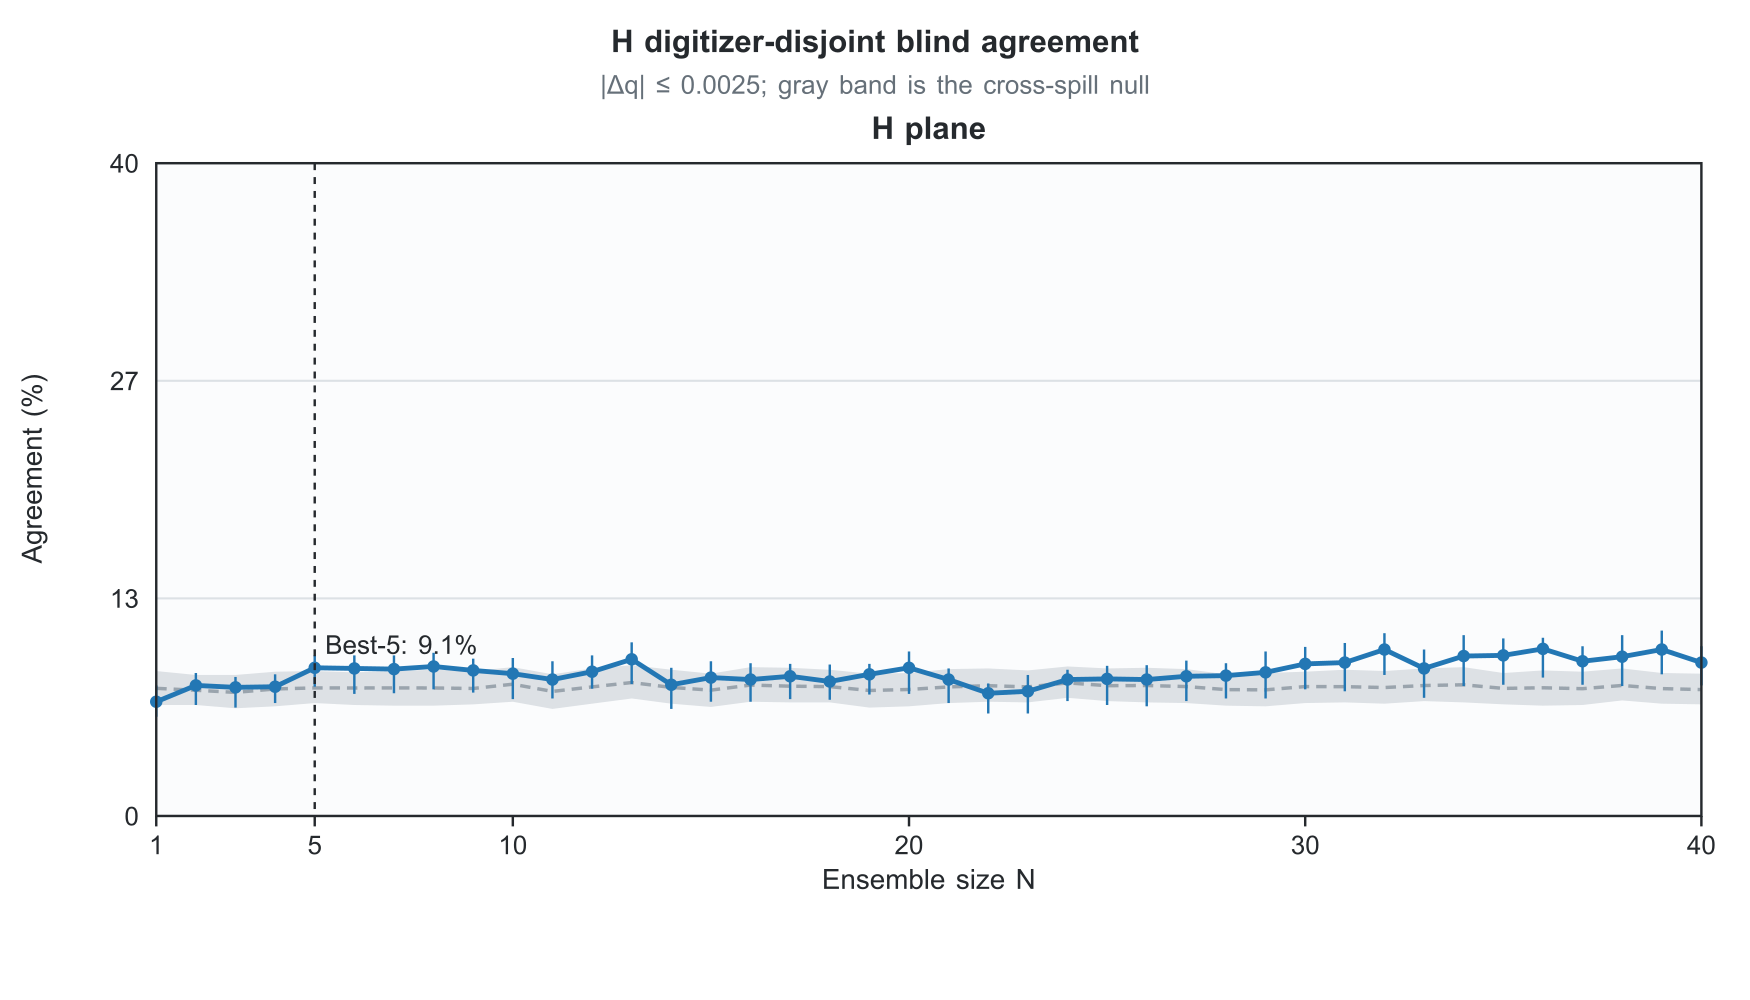 H digitizer-disjoint blind agreement
|Δq| ≤ 0.0025; gray band is the cross-spill null
H plane
40
27
13
0
Agreement (%)
Best-5: 9.1%
1 5 10 20 30 40
Ensemble size N